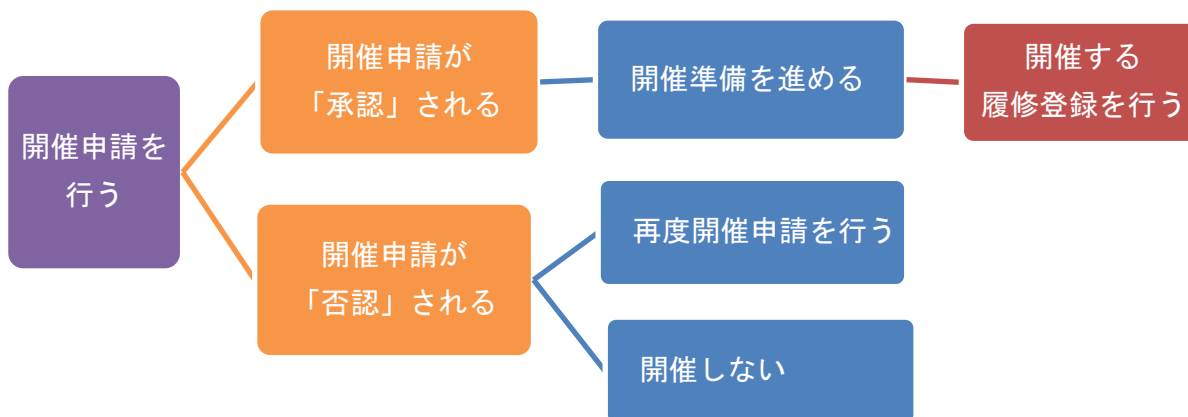 開催申請を
行う
開催申請が
「承認」される
開催準備を進める
開催する
履修登録を行う
開催申請が
「否認」される
再度開催申請を行う
開催しない